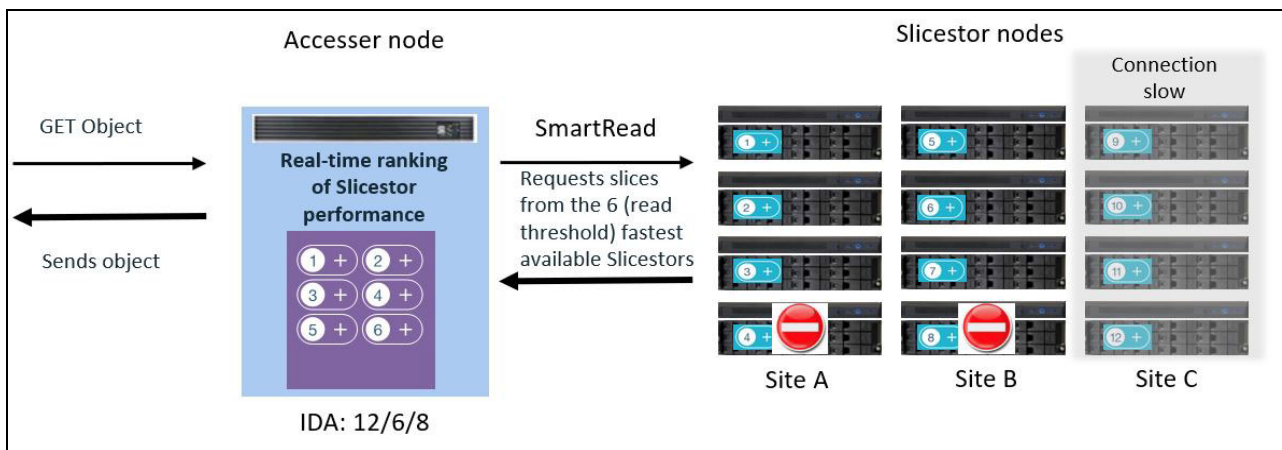 Accesser node
Slicestor nodes
Connection
slow
GET Object
SmartRead
Real-time ranking
of Slicestor
performance
Requests slices
from the 6 (read
threshold) fastest
available Slicestors
Sends object
1 + 2 +
3 + 4 +
5 + 6 +
1 + 5 + 9 +
2 + 6 + 10 +
3 + 7 + 11 +
4 + 8 + 12 +
Site A Site B Site C
IDA: 12/6/8